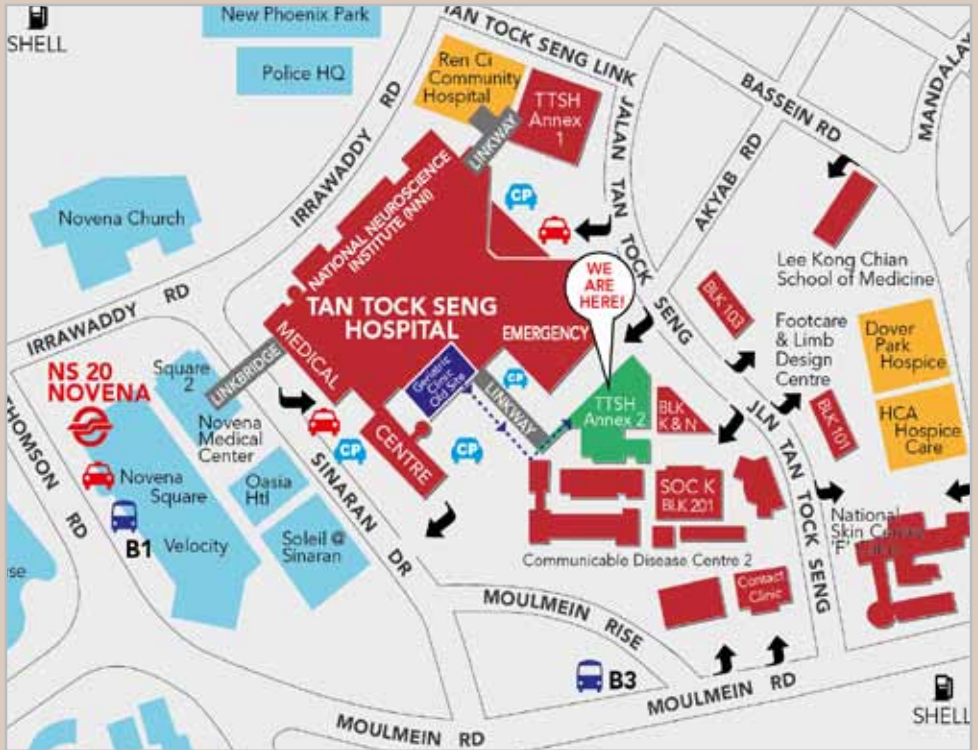 SHELL
New Phoenix Park
Police HQ
TAN TOCK SENG LINK
Ren Ci
Community
Hospital
TTSH
Annex
1
LINKWAY
IRRAWADDY RD
JALAN TAN TOCK SENG
BASSEIN RD
MANDALAY
AKYAB RD
CP
Novena Church
NATIONAL NEUROSCIENCE
INSTITUTE (NNI)
WE
ARE
HERE!
Lee Kong Chian
School of Medicine
TAN TOCK SENG
HOSPITAL
EMERGENCY
BLK 103
Footcare
& Limb
Design
Centre
Dover
Park
Hospice
IRRAWADDY RD
NS 20
NOVENA
Square
2
LINKBRIDGE
MEDICAL
CENTRE
Geriatric
Clinic
Old Site
CP
LINKWAY
TTSH
Annex 2
BLK
K & N
JLN TAN TOCK SENG
BLK 101
HCA
Hospice
Care
THOMSON RD
Novena
Medical
Center
CP
CP
Novena
Square
Oasia
Htl
SINARAN DR
SOC K
BLK 201
National
Skin
B1
Velocity
Soleil @
Sinaran
Communicable Disease Centre 2
Contact
Clinic
MOULMEIN RISE
B3
MOULMEIN RD
MOULMEIN RD
SHELL